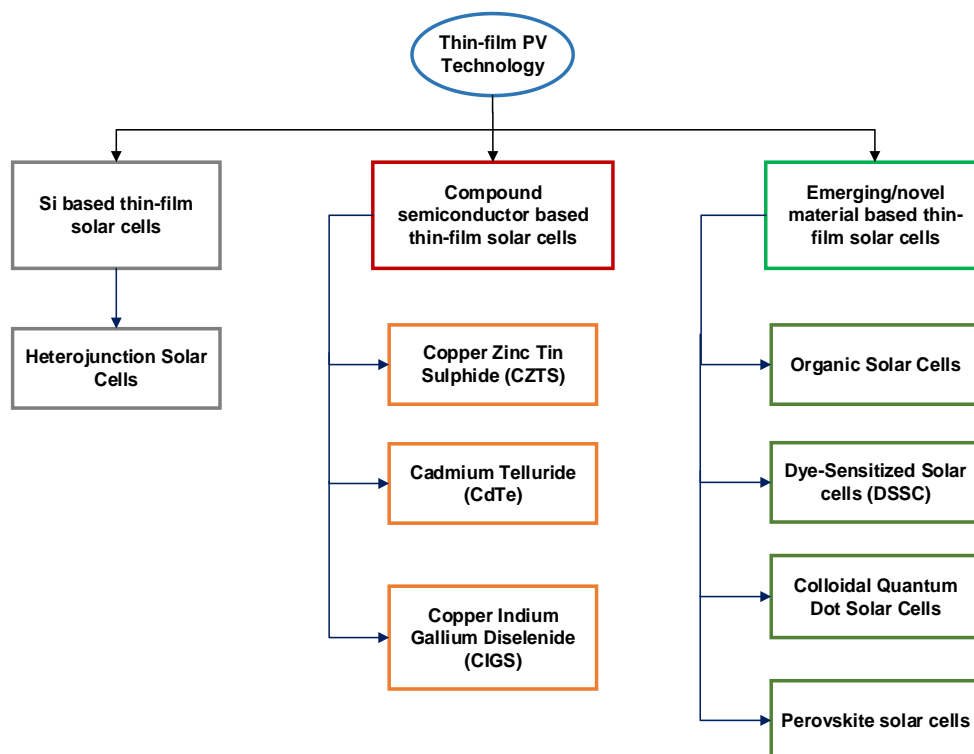 Thin-film PV
Technology
Si based thin-film
solar cells
Compound
semiconductor based
thin-film solar cells
Emerging/novel
material based thin-
film solar cells
Heterojunction Solar
Cells
Copper Zinc Tin
Sulphide (CZTS)
Cadmium Telluride
(CdTe)
Copper Indium
Gallium Diselenide
(CIGS)
Organic Solar Cells
Dye-Sensitized Solar
cells (DSSC)
Colloidal Quantum
Dot Solar Cells
Perovskite solar cells